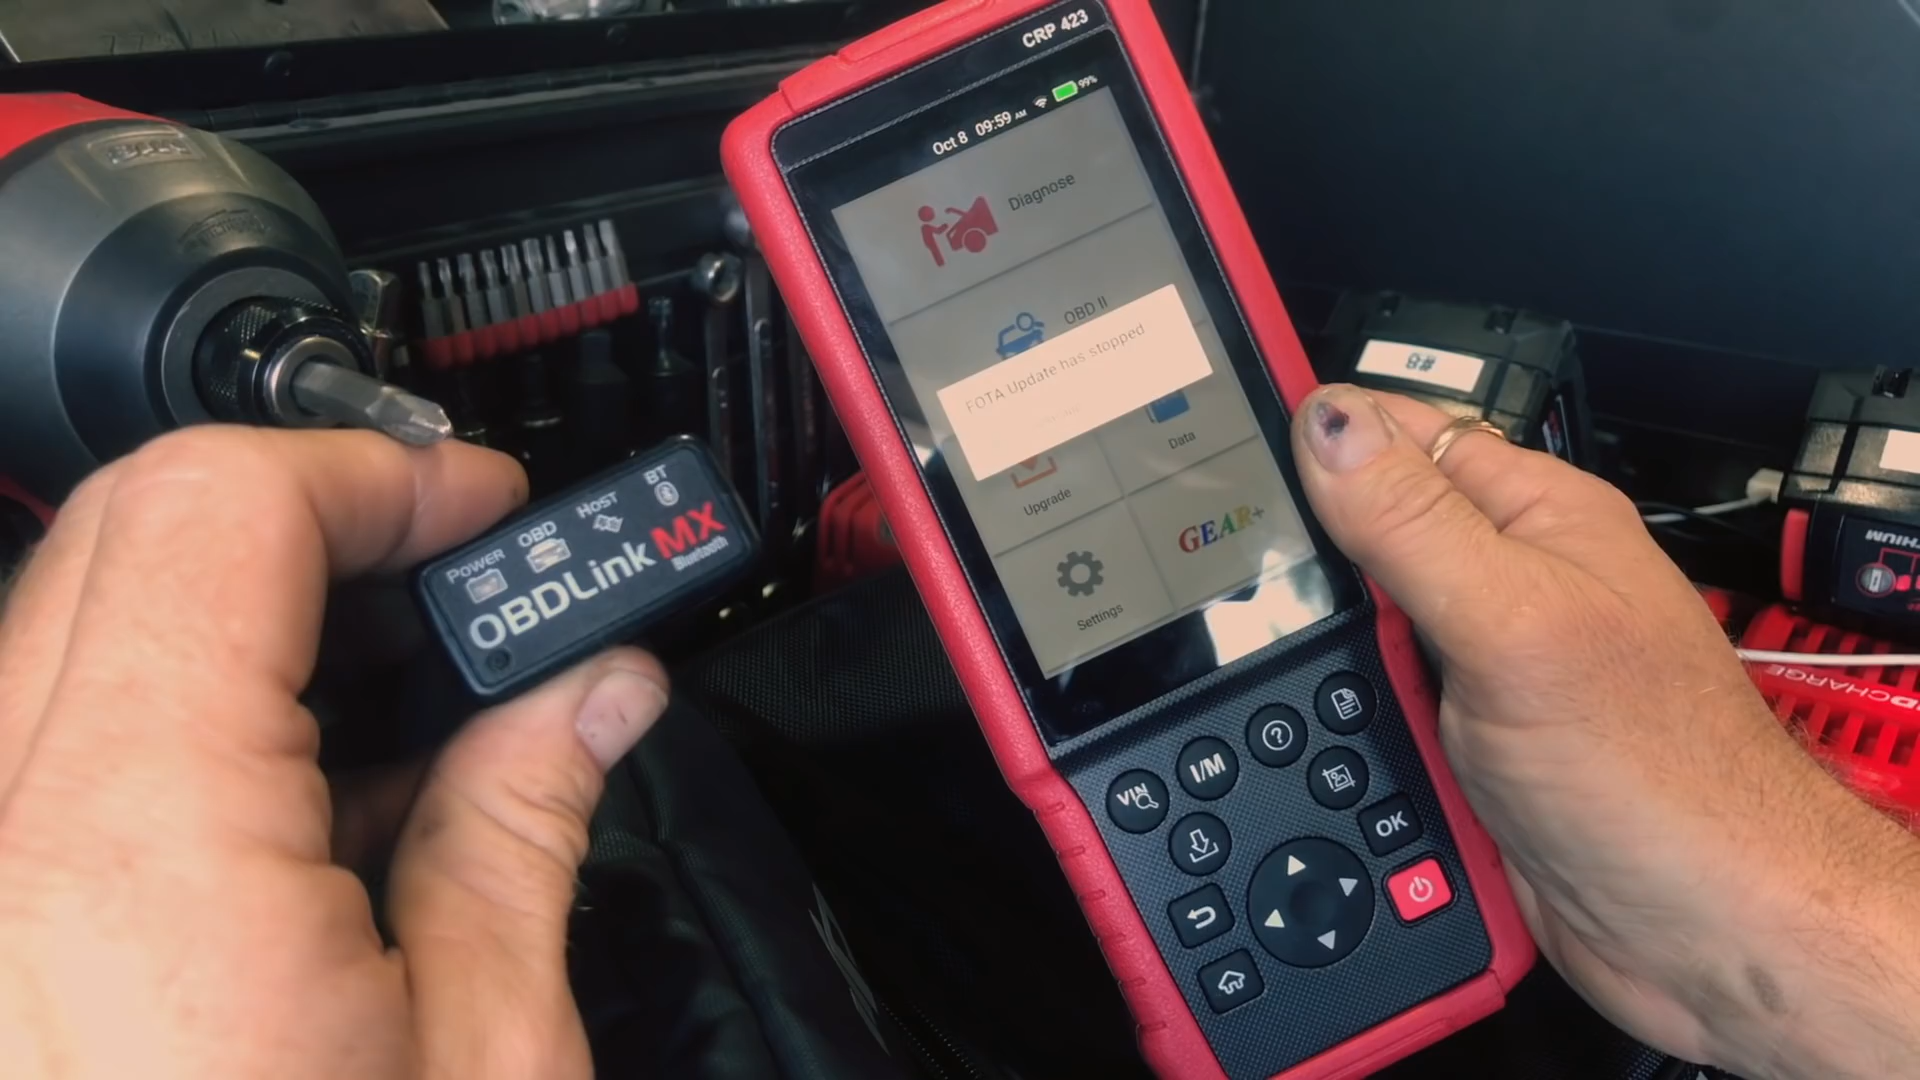 CRP 423
Oct 8 09:59 AM 99%
Diagnose
OBD II
FOTA Update has stopped
Data
Upgrade
GEAR+
Settings
VIN
I/M
?
OK
POWER OBD HOST BT
OBDLink MX
Bluetooth
8#